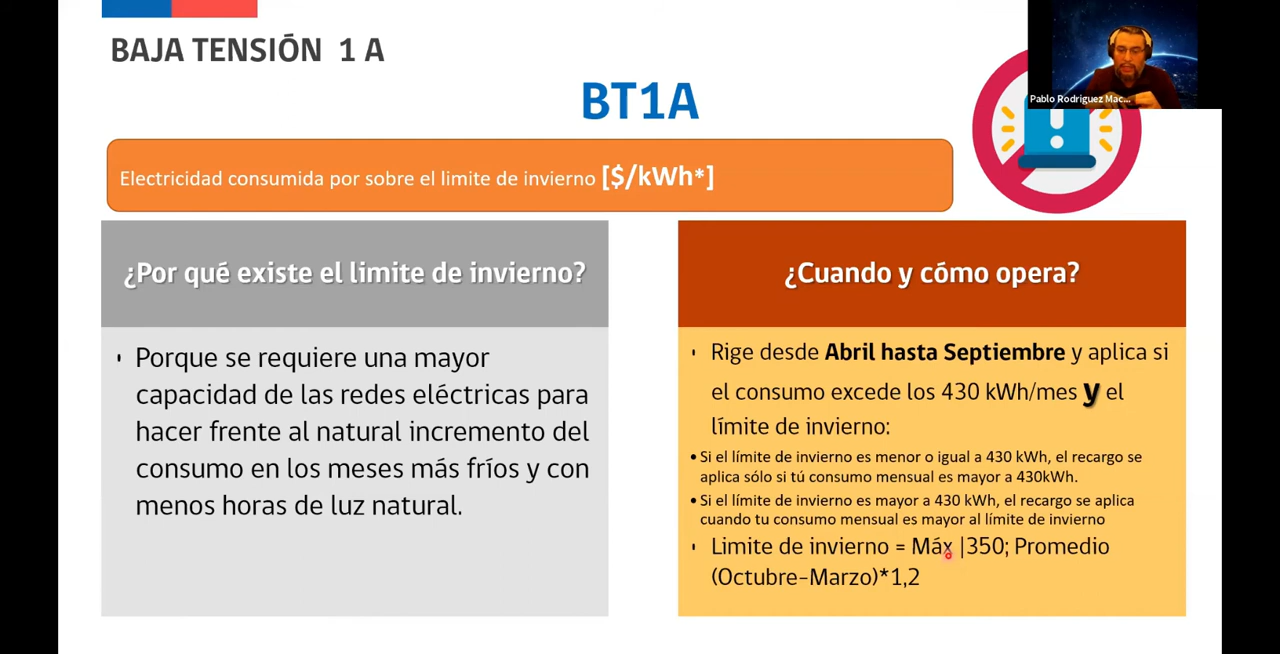 BAJA TENSIÓN 1 A
BT1A
Pablo Rodriguez Mac...
Electricidad consumida por sobre el limite de invierno [$/kWh*]
¿Por qué existe el limite de invierno?
• Porque se requiere una mayor
capacidad de las redes eléctricas para
hacer frente al natural incremento del
consumo en los meses más fríos y con
menos horas de luz natural.
¿Cuando y cómo opera?
• Rige desde Abril hasta Septiembre y aplica si
el consumo excede los 430 kWh/mes y el
límite de invierno:
• Si el límite de invierno es menor o igual a 430 kWh, el recargo se
aplica sólo si tú consumo mensual es mayor a 430kWh.
• Si el límite de invierno es mayor a 430 kWh, el recargo se aplica
cuando tu consumo mensual es mayor al límite de invierno
• Limite de invierno = Máx |350; Promedio
(Octubre-Marzo)*1,2